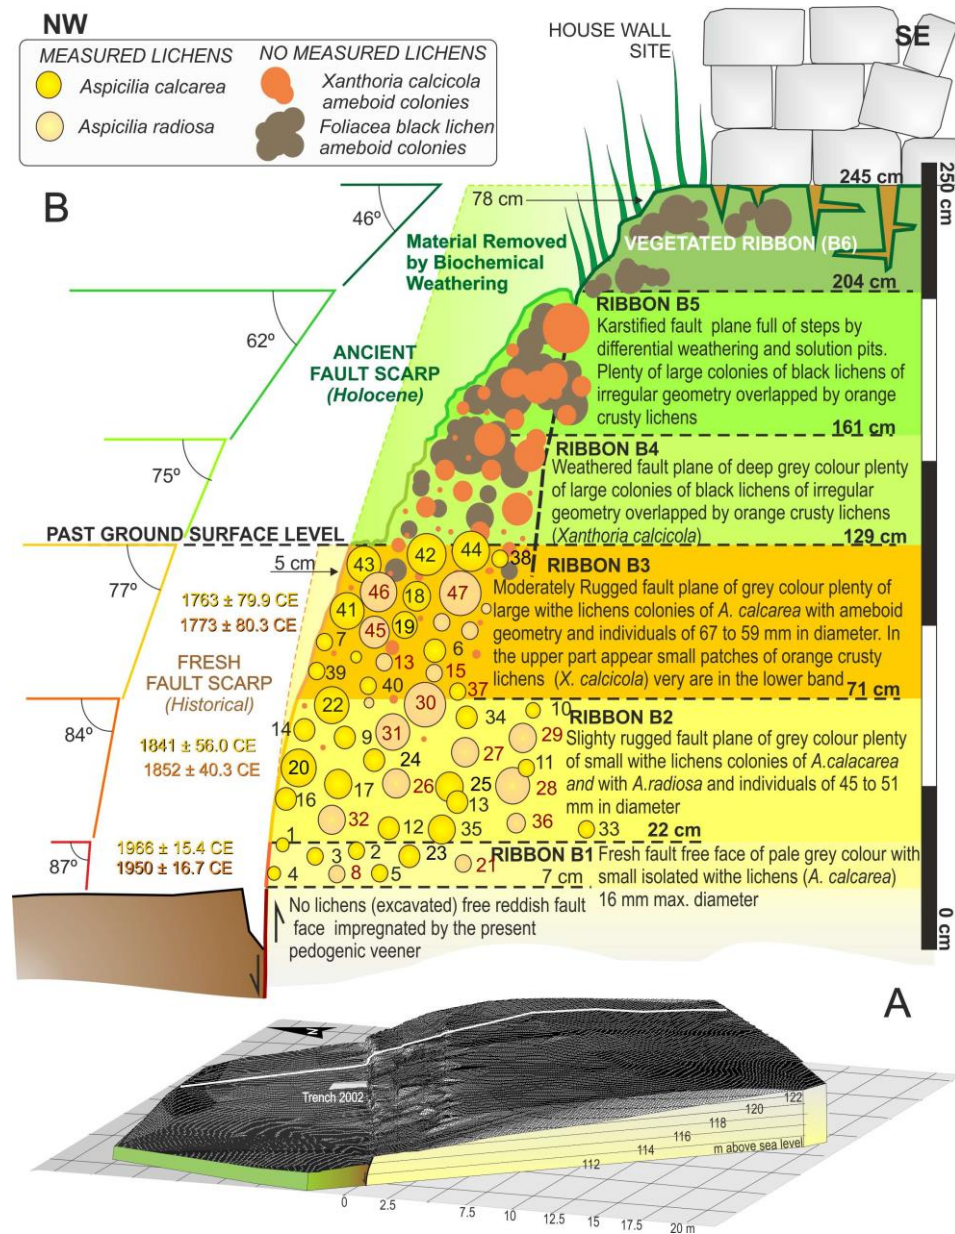 NW
MEASURED LICHENS
Aspicilia calcarea
Aspicilia radiosa
NO MEASURED LICHENS
Xanthoria calcicola
ameboid colonies
Foliacea black lichen
ameboid colonies
HOUSE WALL
SITE
SE
B
245 cm
250 cm
46º
78 cm
Material Removed
by Biochemical
Weathering
VEGETATED RIBBON (B6)
204 cm
62º
ANCIENT
FAULT SCARP
(Holocene)
RIBBON B5
Karstified fault plane full of steps by
differential weathering and solution pits.
Plenty of large colonies of black lichens of
irregular geometry overlapped by orange
crusty lichens
161 cm
75º
RIBBON B4
Weathered fault plane of deep grey colour plenty
of large colonies of black lichens of irregular
geometry overlapped by orange crusty lichens
(Xanthoria calcicola)
129 cm
PAST GROUND SURFACE LEVEL
5 cm
77º
1763 ± 79.9 CE
1773 ± 80.3 CE
FRESH
FAULT SCARP
(Historical)
43
42
44
38
46
18
47
41
45
19
7
6
13
15
39
40
37
RIBBON B3
Moderately Rugged fault plane of grey colour plenty of
large withe lichens colonies of A. calcarea with ameboid
geometry and individuals of 67 to 59 mm in diameter. In
the upper part appear small patches of orange crusty
lichens (X. calcicola) very are in the lower band
71 cm
84º
1841 ± 56.0 CE
1852 ± 40.3 CE
22
30
34
10
14
9
31
29
27
24
11
20
17
26
25
28
16
13
32
12
35
36
33
RIBBON B2
Slighty rugged fault plane of grey colour plenty
of small withe lichens colonies of A.calacarea
and with A.radiosa and individuals of 45 to 51
mm in diameter
22 cm
87º
1966 ± 15.4 CE
1950 ± 16.7 CE
1
3
2
23
21
4
8
5
RIBBON B1
7 cm
Fresh fault free face of pale grey colour with
small isolated withe lichens (A. calcarea)
16 mm max. diameter
0 cm
No lichens (excavated) free reddish fault
face impregnated by the present
pedogenic veener
A
N
Trench 2002
122
120
118
116
114
112
m above sea level
0
2.5
7.5
10
12.5
15
17.5
20 m